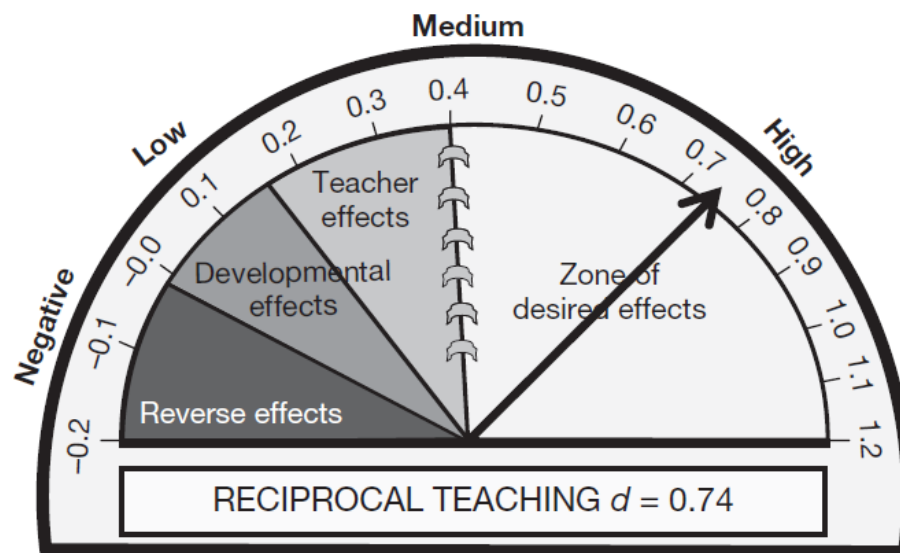 Medium
Low
High
Negative
−0.2
−0.1
−0.0
0.1
0.2
0.3
0.4
0.5
0.6
0.7
0.8
0.9
1.0
1.1
1.2
Teacher
effects
Developmental
effects
Reverse effects
Zone of
desired effects
RECIPROCAL TEACHING d = 0.74